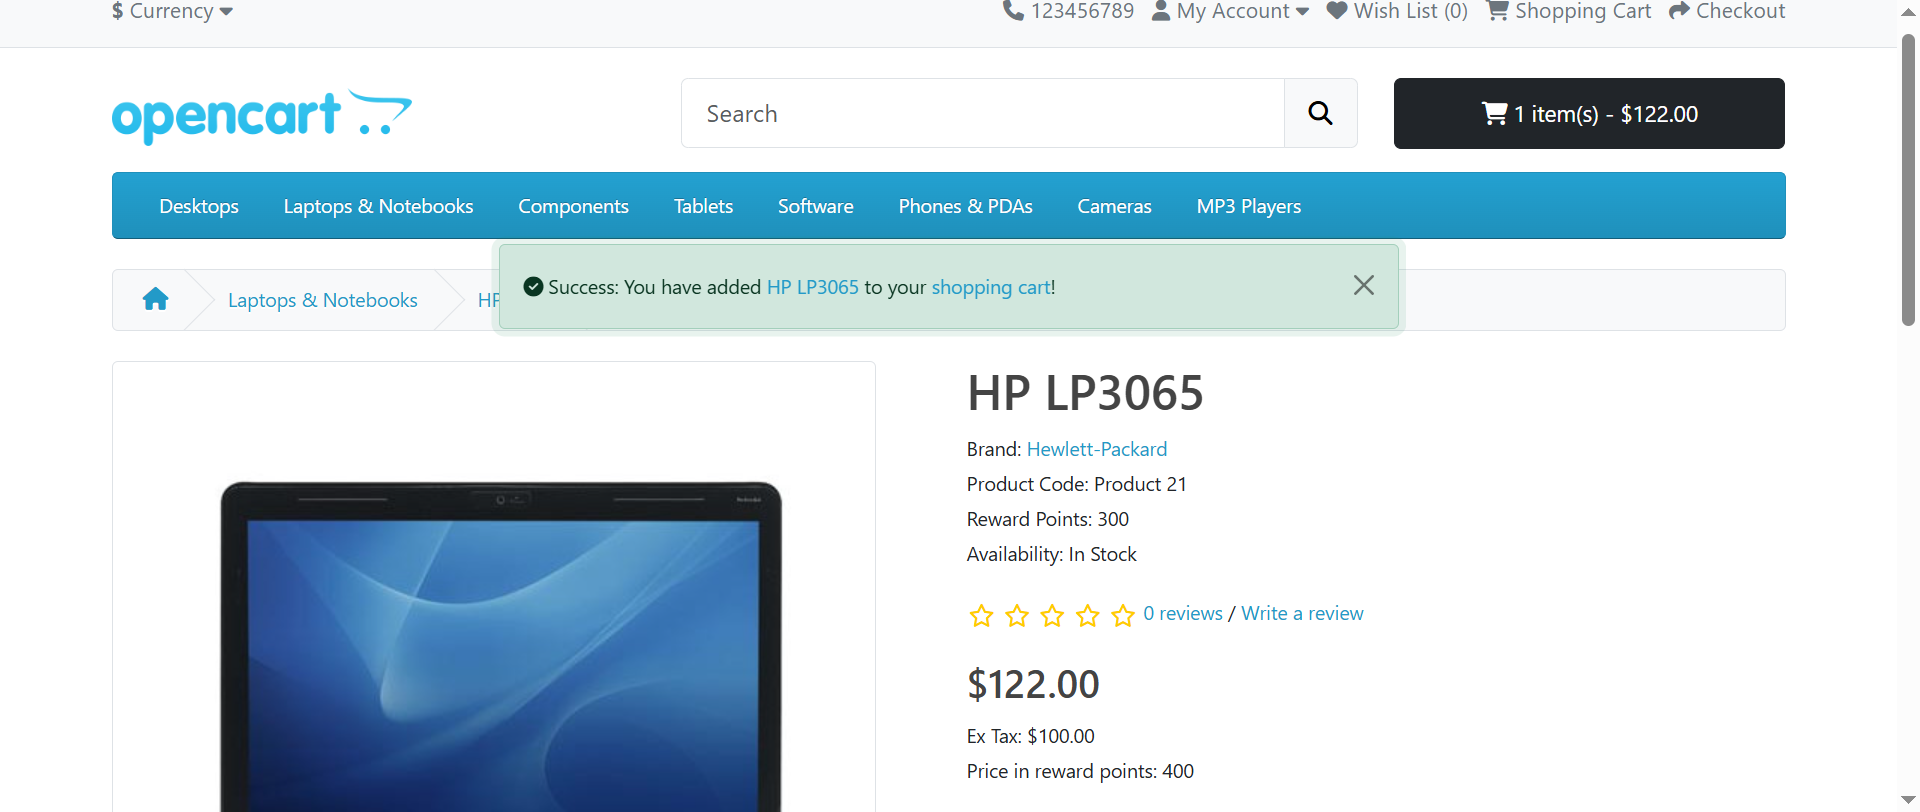 $ Currency
123456789 My Account Wish List (0) Shopping Cart Checkout
opencart
Search
1 item(s) - $122.00
Desktops Laptops & Notebooks Components Tablets Software Phones & PDAs Cameras MP3 Players
Laptops & Notebooks HP
Success: You have added HP LP3065 to your shopping cart!
HP LP3065
Brand: Hewlett-Packard
Product Code: Product 21
Reward Points: 300
Availability: In Stock
0 reviews / Write a review
$122.00
Ex Tax: $100.00
Price in reward points: 400